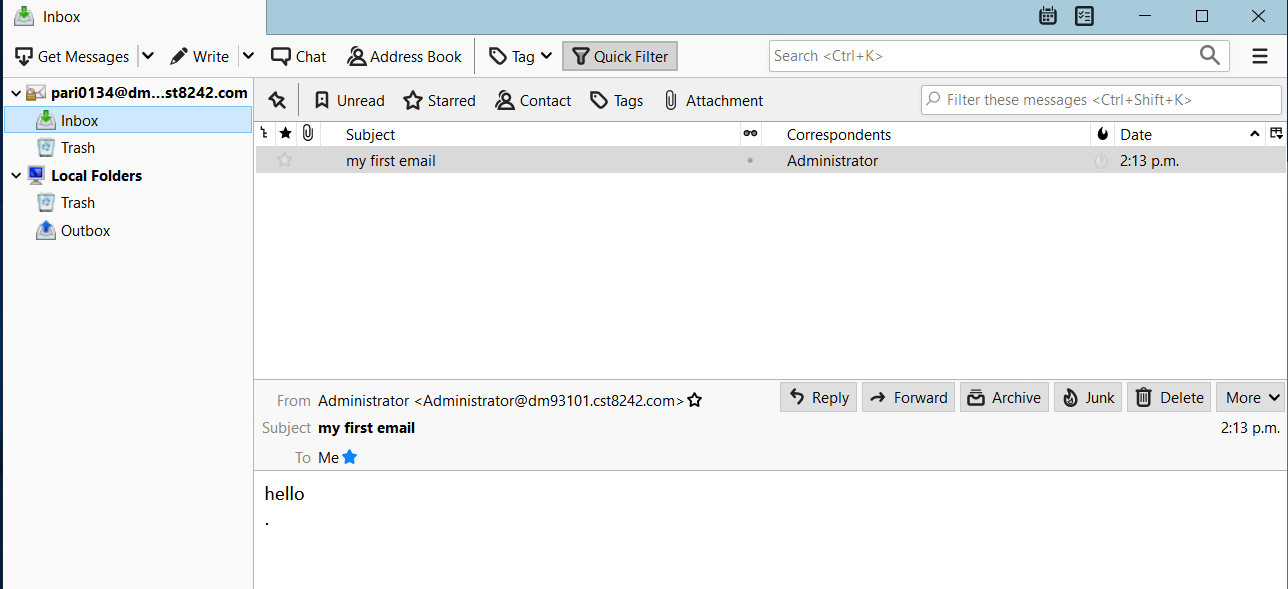 Inbox
Get Messages Write Chat Address Book Tag Quick Filter Search <Ctrl+K>
pari0134@dm...st8242.com
Inbox
Trash
Local Folders
Trash
Outbox
Unread Starred Contact Tags Attachment Filter these messages <Ctrl+Shift+K>
Subject Correspondents Date
my first email Administrator 2:13 p.m.
From Administrator <Administrator@dm93101.cst8242.com> Reply Forward Archive Junk Delete More
Subject my first email 2:13 p.m.
To Me
hello
.